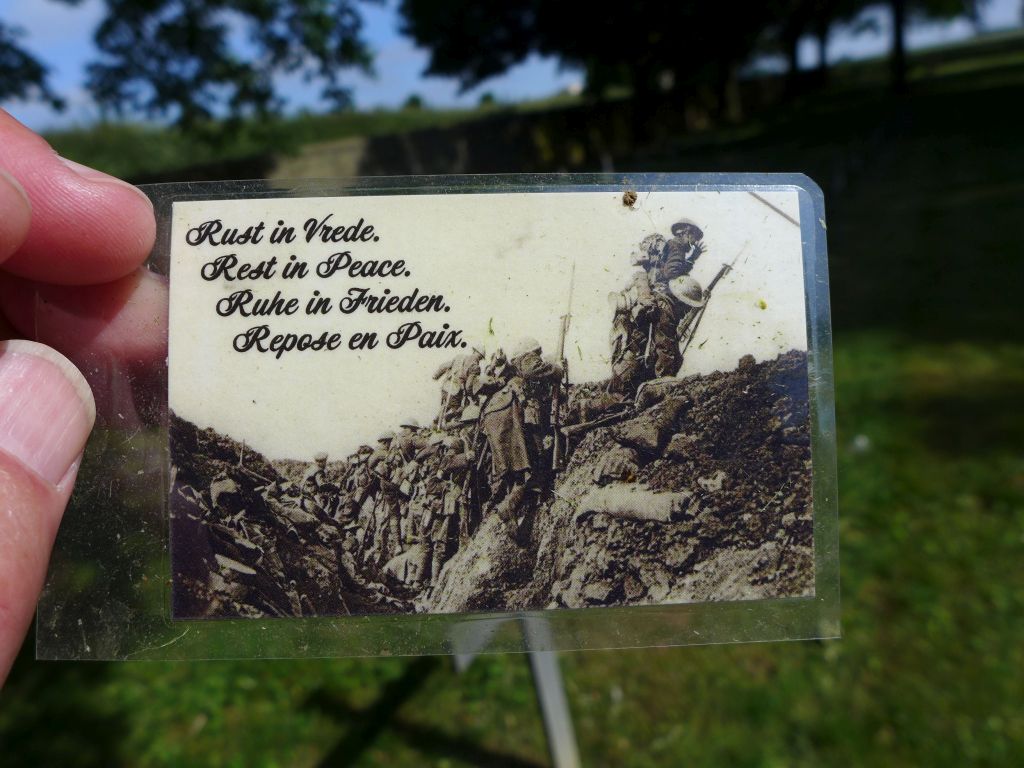 Rust in Vrede.
Rest in Peace.
Ruhe in Frieden.
Repose en Paix.